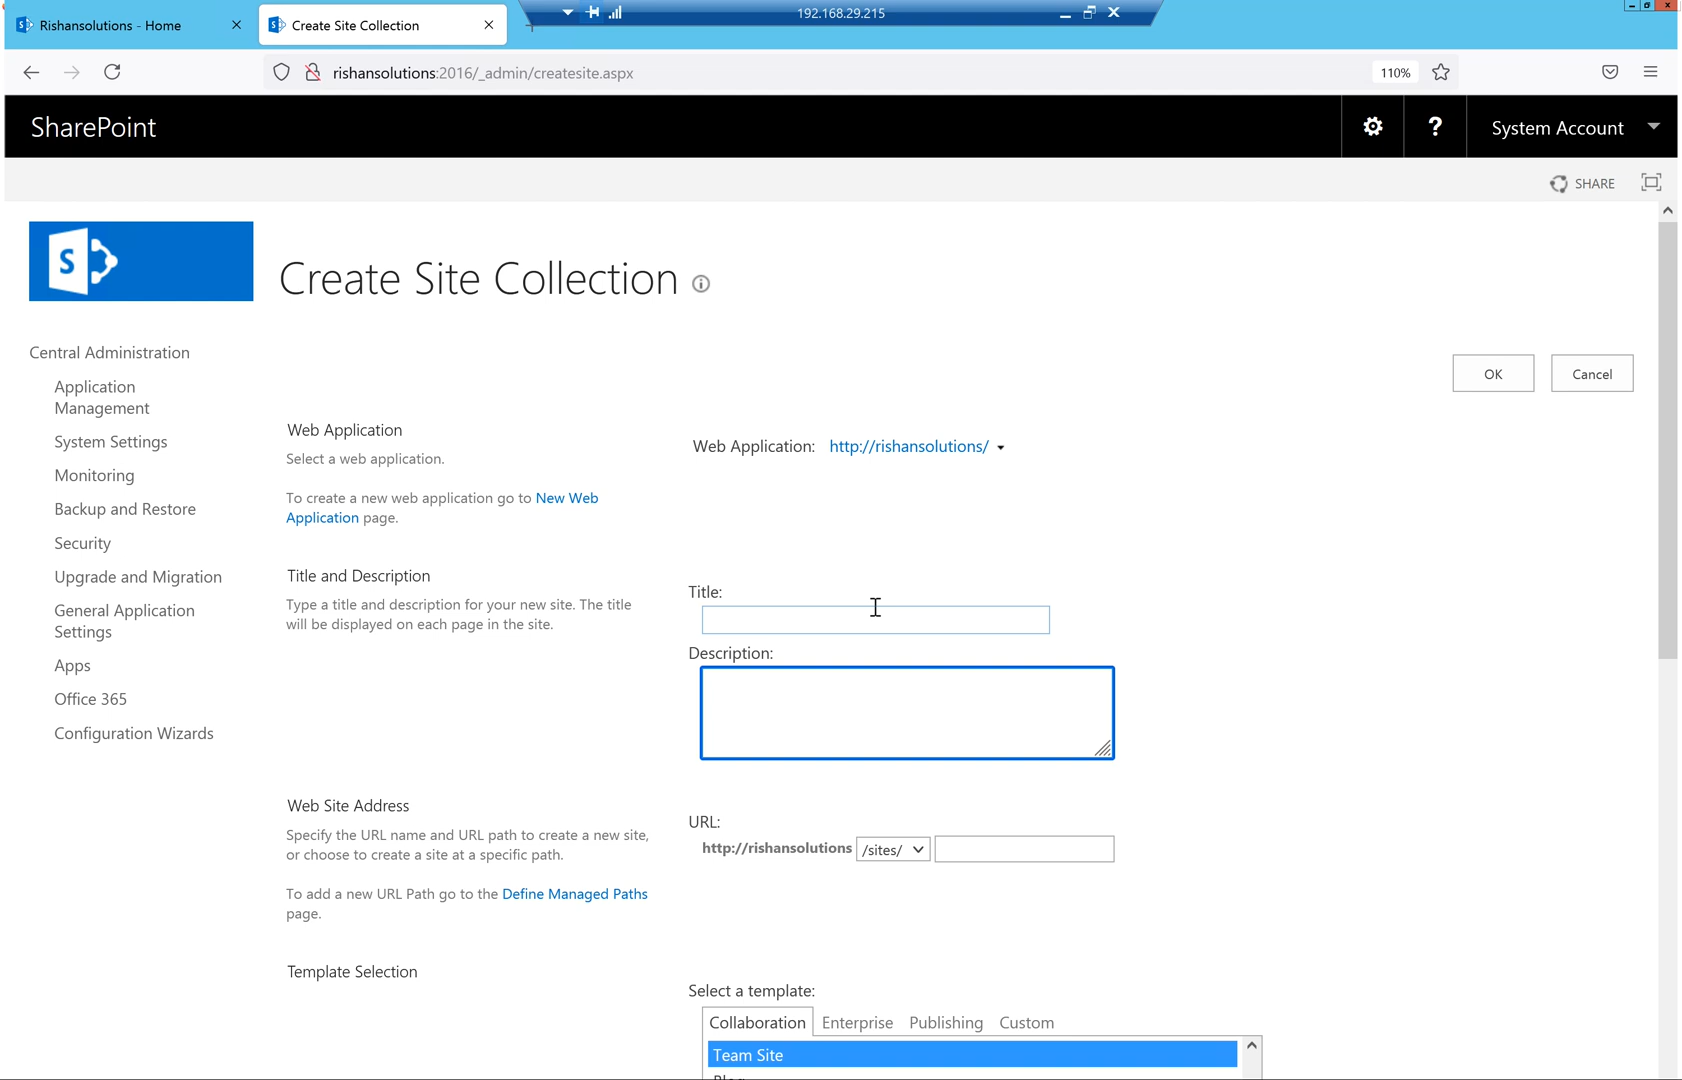 Rishansolutions - Home
Create Site Collection
192.168.29.215
rishansolutions:2016/_admin/createsite.aspx
110%
SharePoint
?
System Account
SHARE
S
Create Site Collection
Central Administration
Application
Management
System Settings
Monitoring
Backup and Restore
Security
Upgrade and Migration
General Application
Settings
Apps
Office 365
Configuration Wizards
OK
Cancel
Web Application
Select a web application.
To create a new web application go to New Web
Application page.
Web Application: http://rishansolutions/
Title and Description
Type a title and description for your new site. The title
will be displayed on each page in the site.
Title:
Description:
Web Site Address
Specify the URL name and URL path to create a new site,
or choose to create a site at a specific path.
To add a new URL Path go to the Define Managed Paths
page.
URL:
http://rishansolutions /sites/
Template Selection
Select a template:
Collaboration Enterprise Publishing Custom
Team Site